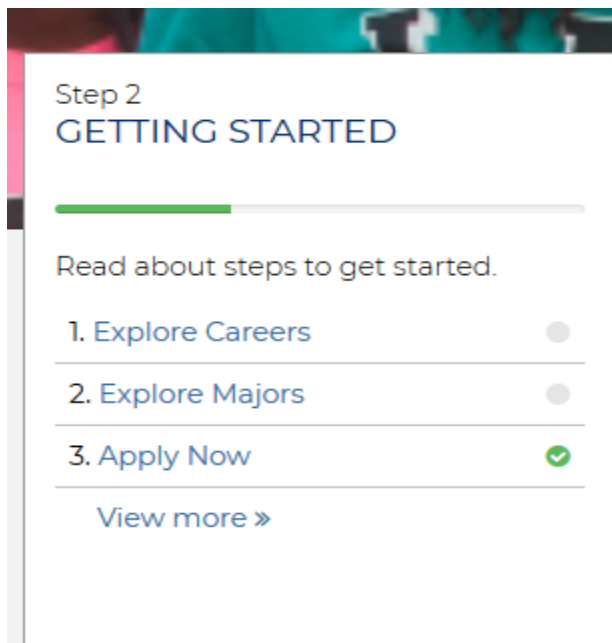 Step 2
GETTING STARTED
Read about steps to get started.
1. Explore Careers
2. Explore Majors
3. Apply Now
View more »